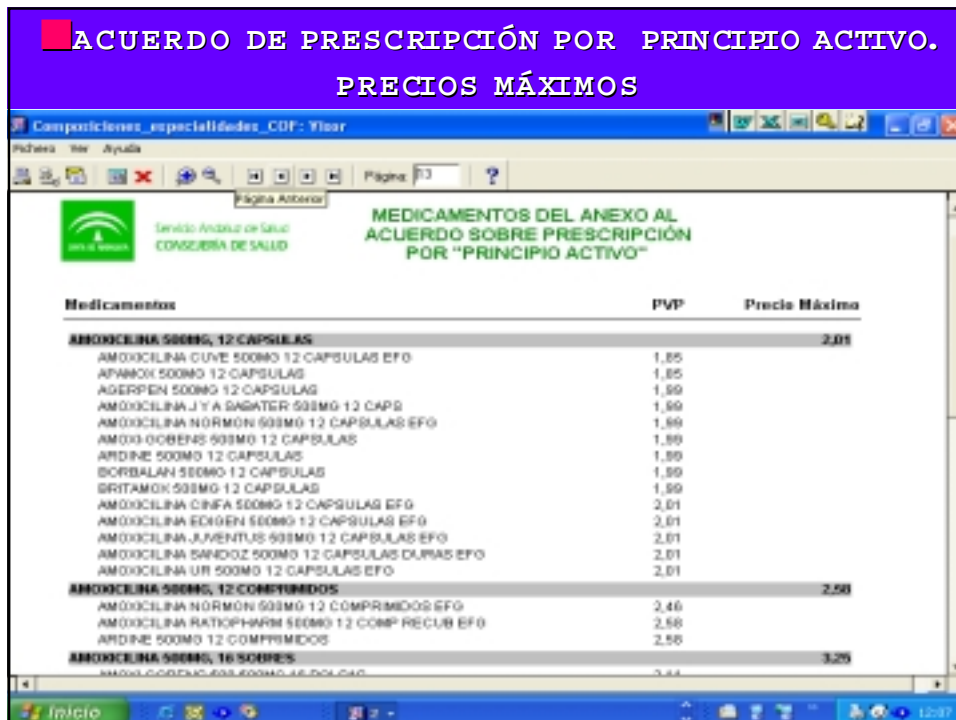 ACUERDO DE PRESCRIPCIÓN POR PRINCIPIO ACTIVO.
PRECIOS MÁXIMOS
Composiciones_especialidades_COF: Visor
Fichero Ver Ayuda
Página: 13
Página Anterior
Servicio Andaluz de Salud
CONSEJERÍA DE SALUD
MEDICAMENTOS DEL ANEXO AL
ACUERDO SOBRE PRESCRIPCIÓN
POR "PRINCIPIO ACTIVO"
Medicamentos PVP Precio Máximo
AMOXICILINA 500MG, 12 CAPSULAS 2,01
AMOXICILINA CUVE 500MG 12 CAPSULAS EFG 1,85
APAMOX 500MG 12 CAPSULAS 1,85
AGERPEN 500MG 12 CAPSULAS 1,99
AMOXICILINA J Y A SABATER 500MG 12 CAPS 1,99
AMOXICILINA NORMON 500MG 12 CAPSULAS EFG 1,99
AMOXI-GOBENS 500MG 12 CAPSULAS 1,99
ARDINE 500MG 12 CAPSULAS 1,99
BORBALAN 500MG 12 CAPSULAS 1,99
BRITAMOX 500MG 12 CAPSULAS 1,99
AMOXICILINA CINFA 500MG 12 CAPSULAS EFG 2,01
AMOXICILINA EDIGEN 500MG 12 CAPSULAS EFG 2,01
AMOXICILINA JUVENTUS 500MG 12 CAPSULAS EFG 2,01
AMOXICILINA SANDOZ 500MG 12 CAPSULAS DURAS EFG 2,01
AMOXICILINA UR 500MG 12 CAPSULAS EFG 2,01
AMOXICILINA 500MG, 12 COMPRIMIDOS 2,58
AMOXICILINA NORMON 500MG 12 COMPRIMIDOS EFG 2,46
AMOXICILINA RATIOPHARM 500MG 12 COMP RECUB EFG 2,58
ARDINE 500MG 12 COMPRIMIDOS 2,58
AMOXICILINA 500MG, 16 SOBRES 3,25
Inicio 12:07